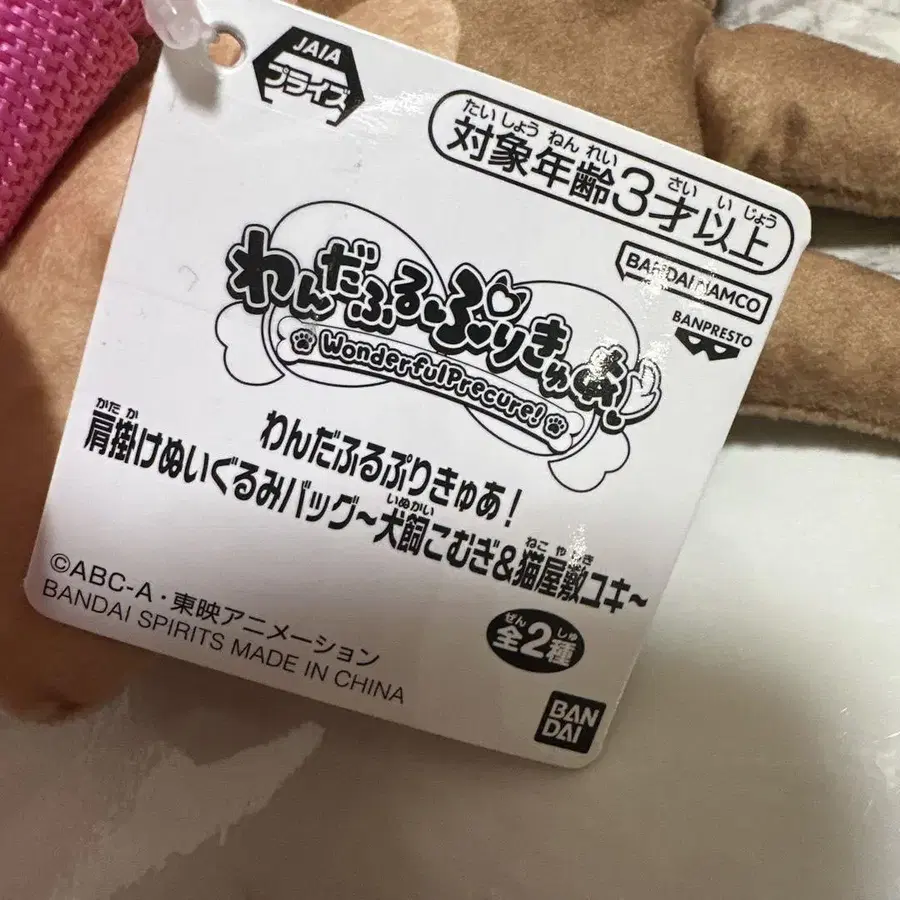 JAIA
プライズ
たいしょうねんれい さいいじょう
対象年齢3才以上
BANDAI NAMCO
BANPRESTO
わんだふるぷりきゅあ!
WonderfulPrecure!
わんだふるぷりきゅあ!
かたか
肩掛けぬいぐるみバッグ~犬飼こむぎ&猫屋敷ユキ~
いぬかい ねこやしき
©ABC-A・東映アニメーション
BANDAI SPIRITS MADE IN CHINA
ぜん しゅ
全2種
BAN
DAI